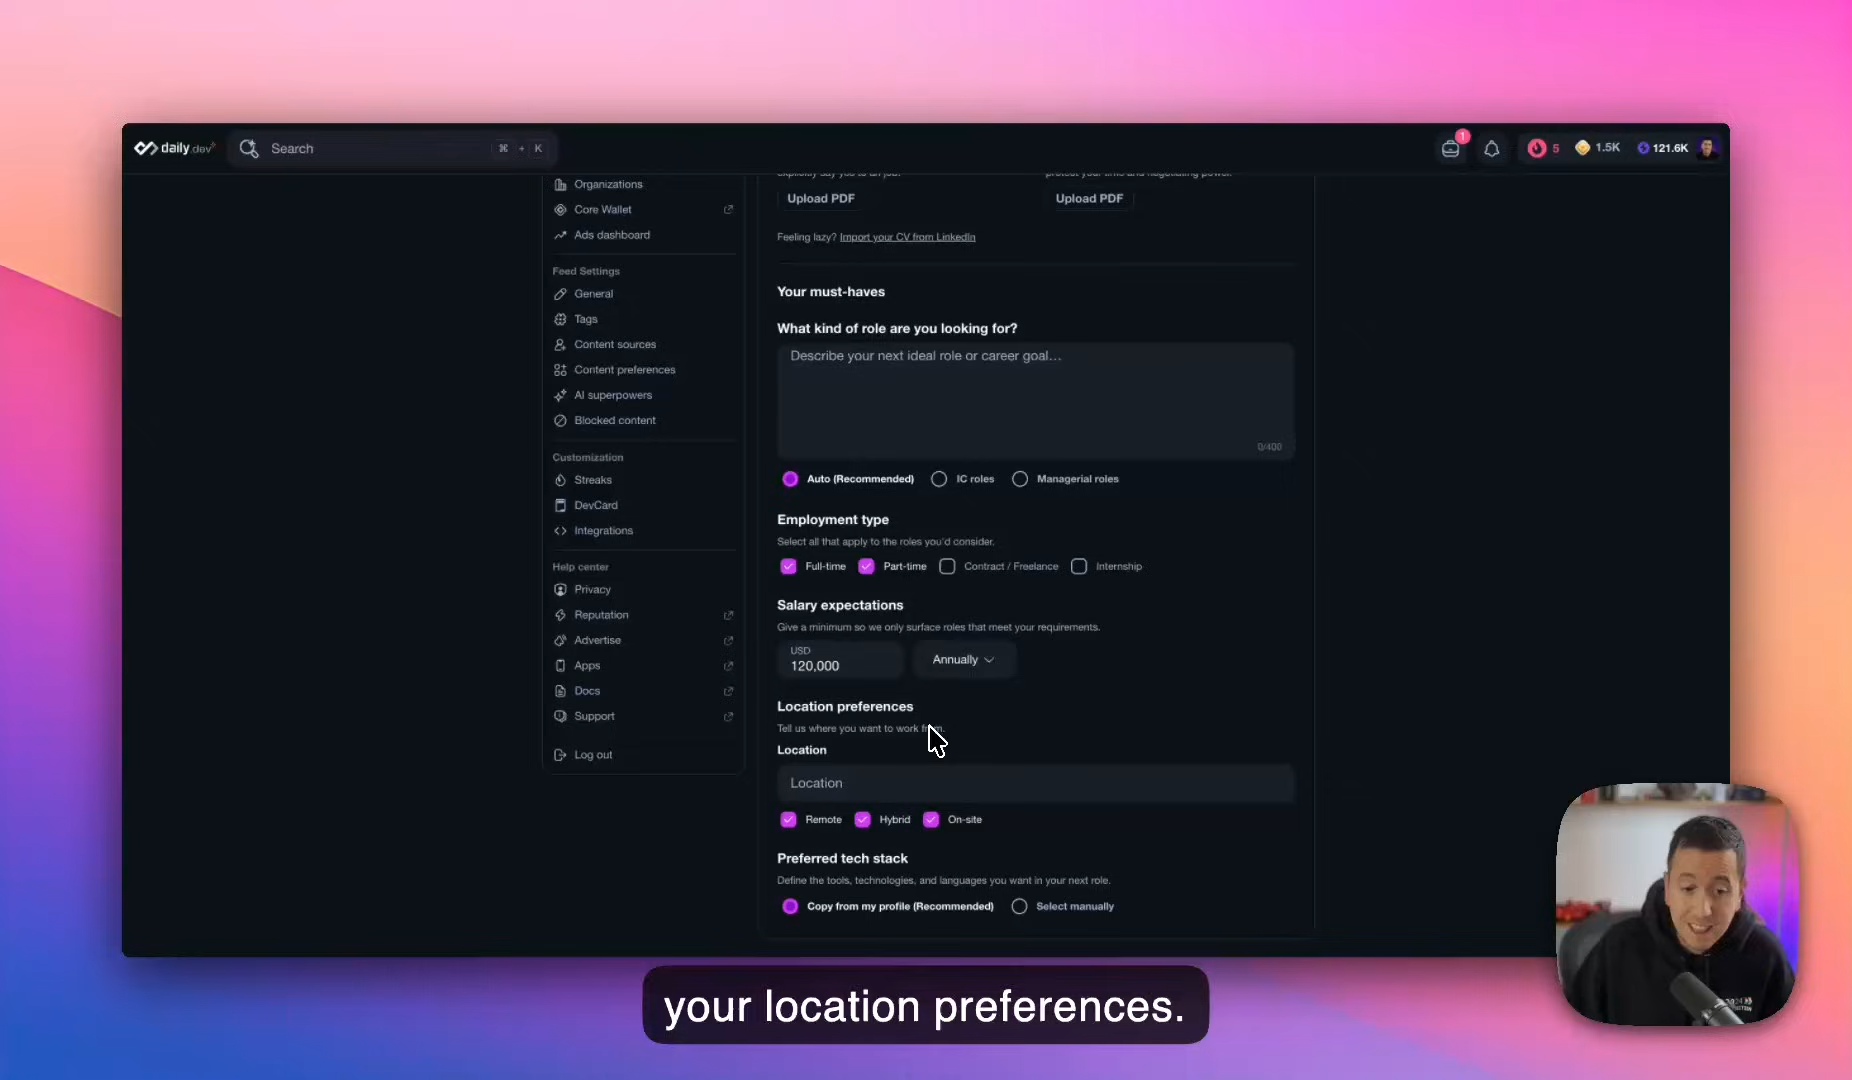 daily.dev
Search
⌘ + K
1
5
1.5K
121.6K
Organizations
Core Wallet
Ads dashboard
Feed Settings
General
Tags
Content sources
Content preferences
AI superpowers
Blocked content
Customization
Streaks
DevCard
Integrations
Help center
Privacy
Reputation
Advertise
Apps
Docs
Support
Log out
Upload PDF
Upload PDF
Feeling lazy? Import your CV from LinkedIn
Your must-haves
What kind of role are you looking for?
Describe your next ideal role or career goal...
0/400
Auto (Recommended) IC roles Managerial roles
Employment type
Select all that apply to the roles you'd consider.
Full-time Part-time Contract / Freelance Internship
Salary expectations
Give a minimum so we only surface roles that meet your requirements.
USD
120,000
Annually
Location preferences
Tell us where you want to work from.
Location
Location
Remote Hybrid On-site
Preferred tech stack
Define the tools, technologies, and languages you want in your next role.
Copy from my profile (Recommended) Select manually
your location preferences.